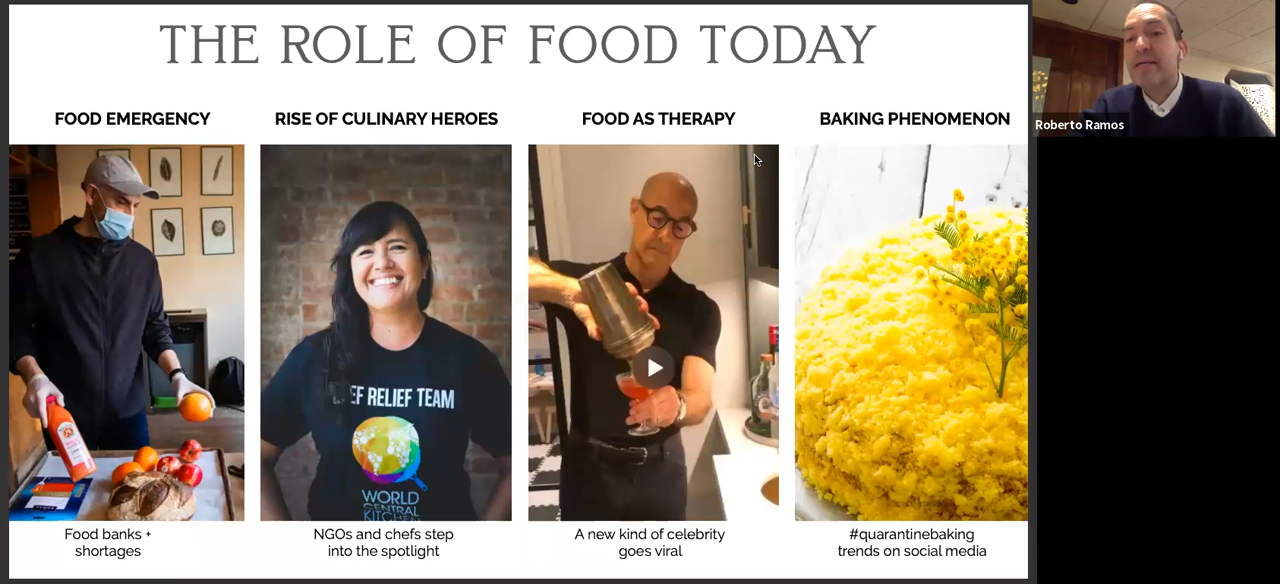 THE ROLE OF FOOD TODAY
FOOD EMERGENCY
RISE OF CULINARY HEROES
FOOD AS THERAPY
BAKING PHENOMENON
EF RELIEF TEAM
WORLD
CENTRAL
KITCHEN
Food banks +
shortages
NGOs and chefs step
into the spotlight
A new kind of celebrity
goes viral
#quarantinebaking
trends on social media
Roberto Ramos